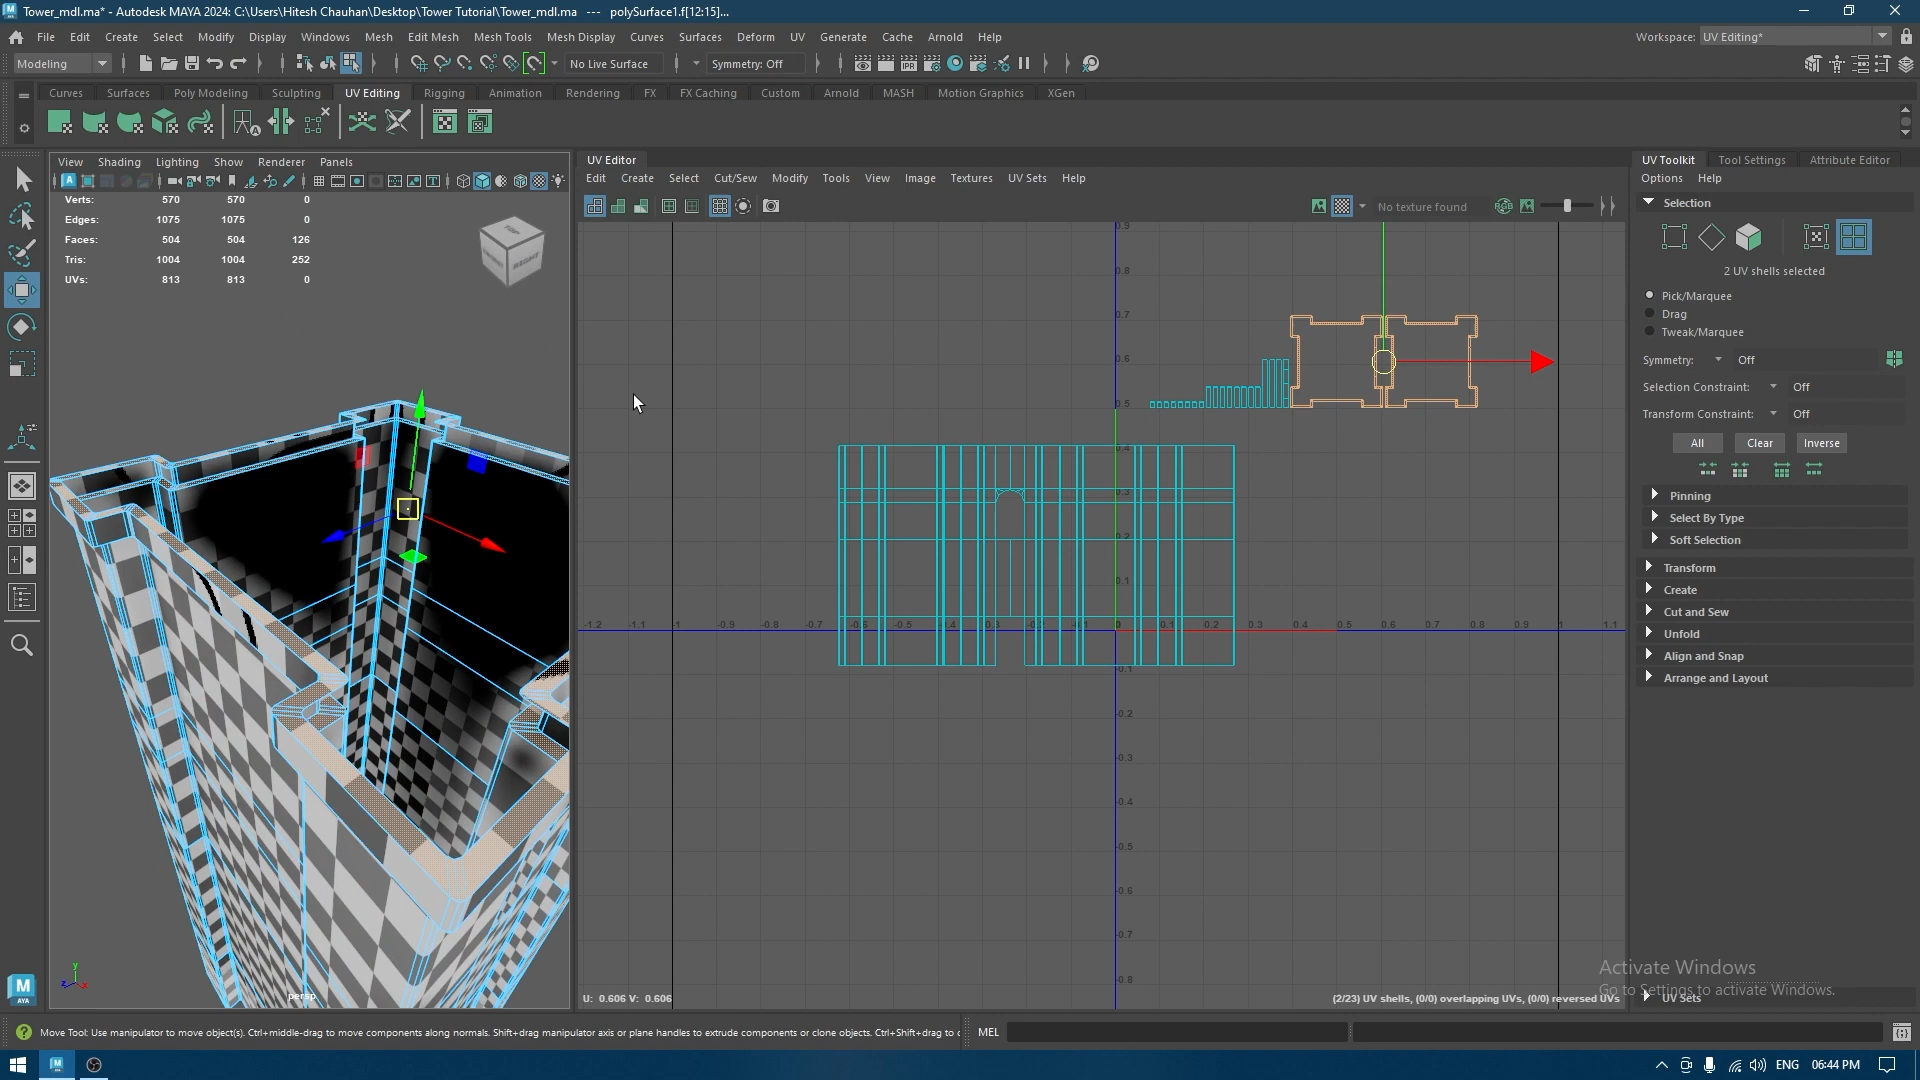 Tower_mdl.ma* - Autodesk MAYA 2024: C:\Users\Hitesh Chauhan\Desktop\Tower Tutorial\Tower_mdl.ma --- polySurface1.f[12:15]...
File Edit Create Select Modify Display Windows Mesh Edit Mesh Mesh Tools Mesh Display Curves Surfaces Deform UV Generate Cache Arnold Help
Workspace: UV Editing*
Modeling No Live Surface Symmetry: Off
Curves Surfaces Poly Modeling Sculpting UV Editing Rigging Animation Rendering FX FX Caching Custom Arnold MASH Motion Graphics XGen
View Shading Lighting Show Renderer Panels
Verts: 570 570 0
Edges: 1075 1075 0
Faces: 504 504 126
Tris: 1004 1004 252
UVs: 813 813 0
persp
UV Editor
Edit Create Select Cut/Sew Modify Tools View Image Textures UV Sets Help
No texture found
U: 0.606 V: 0.606
(2/23) UV shells, (0/0) overlapping UVs, (0/0) reversed UVs
UV Toolkit Tool Settings Attribute Editor
Options Help
Selection
2 UV shells selected
Pick/Marquee
Drag
Tweak/Marquee
Symmetry: Off
Selection Constraint: Off
Transform Constraint: Off
All Clear Inverse
Pinning
Select By Type
Soft Selection
Transform
Create
Cut and Sew
Unfold
Align and Snap
Arrange and Layout
UV Sets
Activate Windows
Go to Settings to activate Windows.
Move Tool: Use manipulator to move object(s). Ctrl+middle-drag to move components along normals. Shift+drag manipulator axis or plane handles to extrude components or clone objects. Ctrl+Shift+drag to c
MEL
ENG 06:44 PM